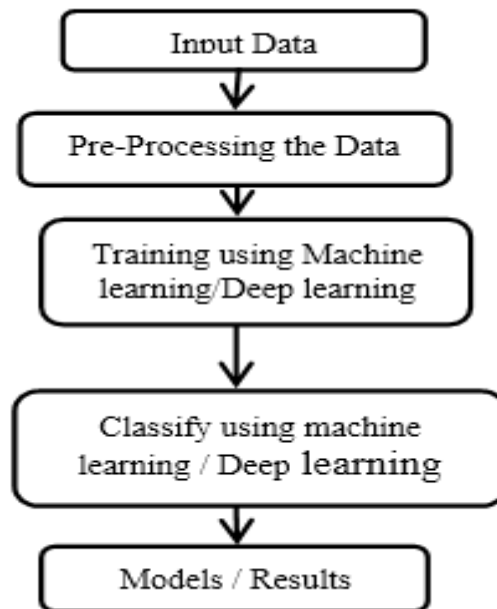 Input Data
Pre-Processing the Data
Training using Machine
learning/Deep learning
Classify using machine
learning / Deep learning
Models / Results